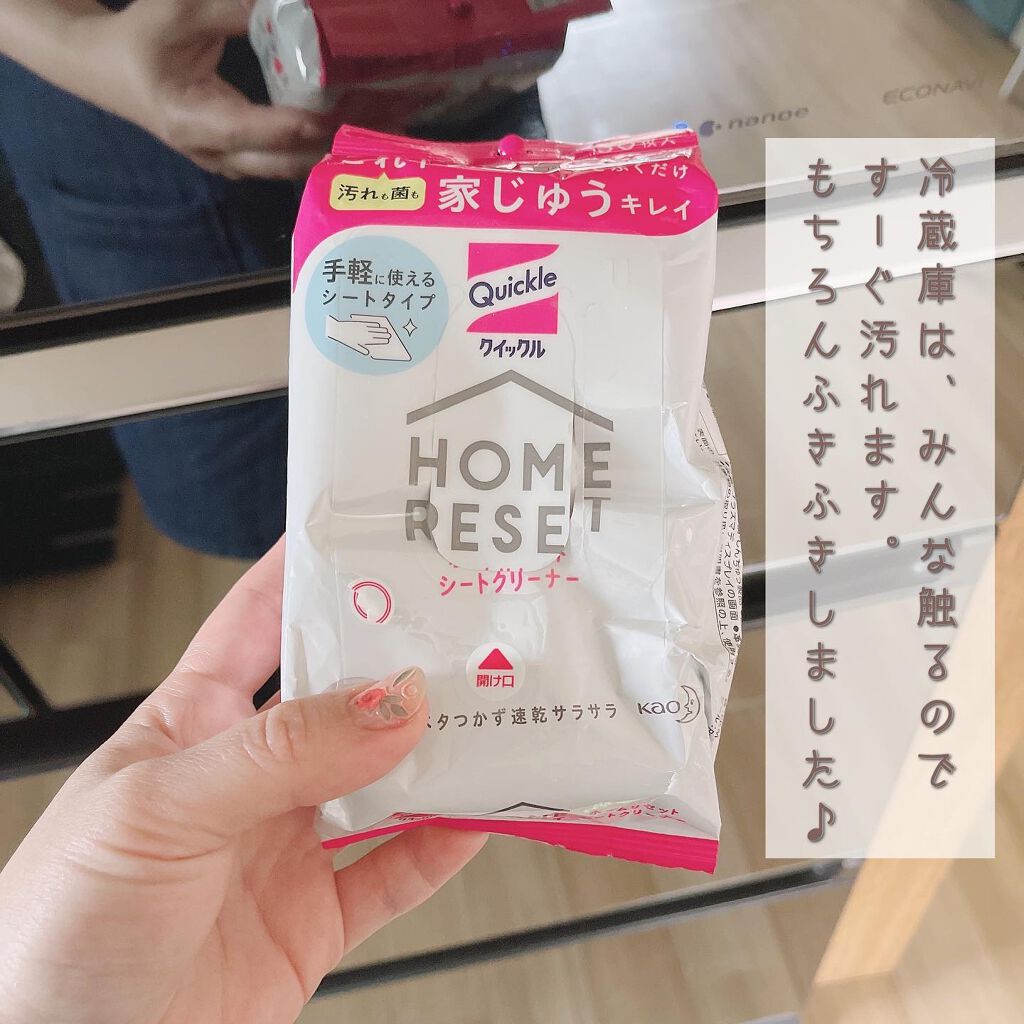 nanoe
ECONAVI
ふくだけ
汚れも菌も
家じゅうキレイ
手軽に使える
シートタイプ
Quickle
クイックル
HOME
RESET
シートクリーナー
開け口
タつかず速乾サラサラ
Kao
冷蔵庫は、みんな触るので
すーぐ汚れます。
もちろんふきふきしました♪